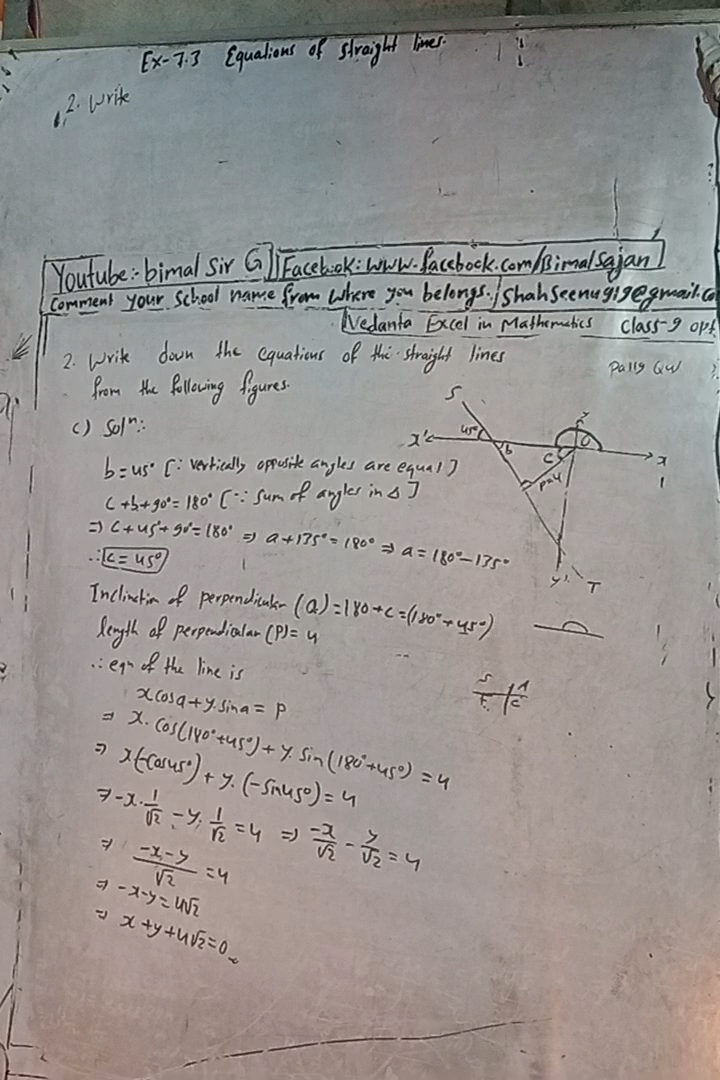 Ex-7.3 Equations of straight lines.
2. Write
Youtube:- bimal Sir G Facebook: www.facebook.com/Bimalsajan
Comment your School name from where you belongs. / Shahseenu919@gmail.co
Vedanta Excel in Mathematics class-9 opt
2. Write down the equations of the straight lines
from the following figures.
c) Solⁿ:-
S
X' 45° b C O x
P=4
y' T
b = 45° [∵ vertically opposite angles are equal]
c + b + 90° = 180° [∵ Sum of angles in Δ]
⇒ c + 45° + 90° = 180° ⇒ a + 135° = 180° ⇒ a = 180° - 135°
∴ c = 45°
Inclination of perpendicular (a) = 180 + c = (180° + 45°)
length of perpendicular (P) = 4
∴ eqn of the line is
x cosa + y. sina = P
⇒ x. cos(180° + 45°) + y. Sin(180° + 45°) = 4
⇒ x(-cos45°) + y. (-Sin45°) = 4
⇒ -x. 1/√2 - y. 1/√2 = 4 ⇒ -x/√2 - y/√2 = 4
⇒ -x-y/√2 = 4
⇒ -x-y = 4√2
⇒ x + y + 4√2 = 0
S A
T C